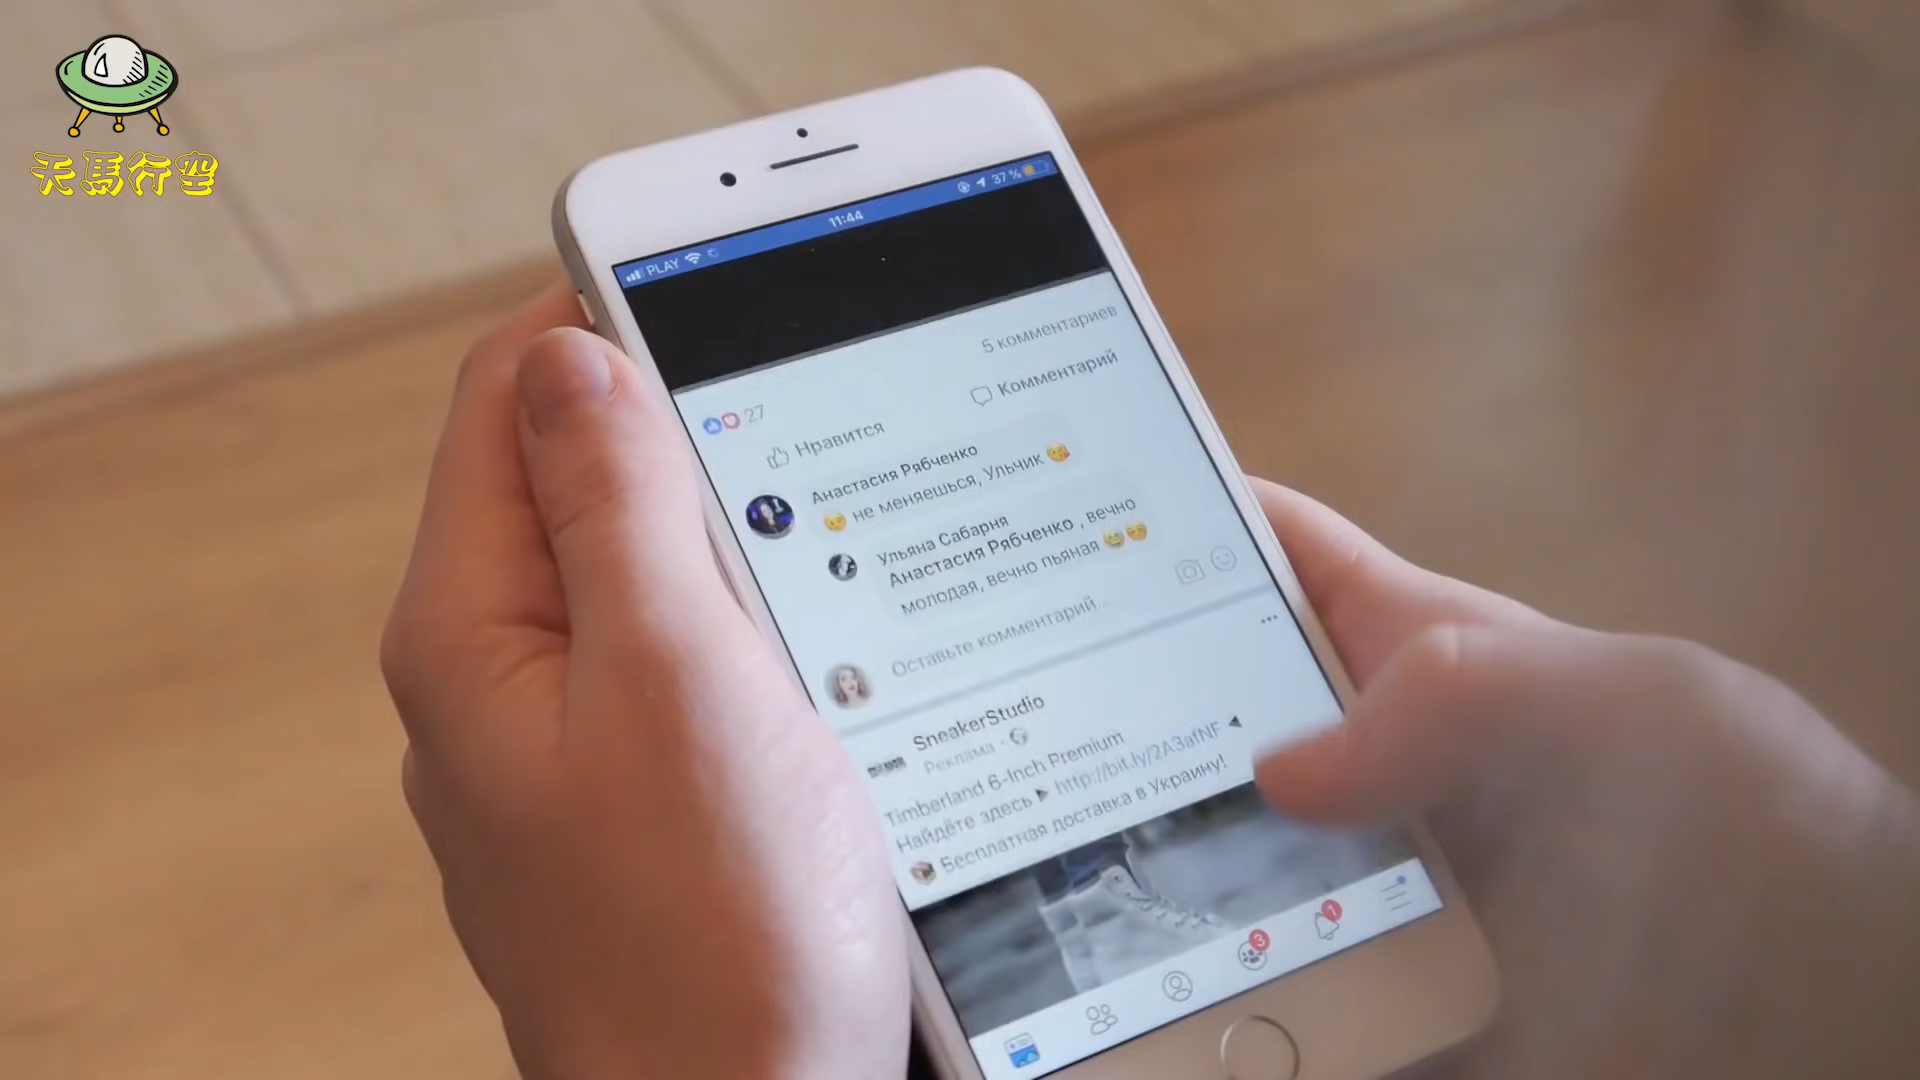 天馬行空
PLAY
11:44
37 %
5 комментариев
27
Нравится
Комментарий
Анастасия Рябченко
не меняешься, Ульчик
Ульяна Сабарня
Анастасия Рябченко , вечно
молодая, вечно пьяная
Оставьте комментарий...
SneakerStudio
Реклама ·
Timberland 6-Inch Premium
Найдёте здесь ► http://bit.ly/2A3afNF ◄
Бесплатная доставка в Украину!
3
1